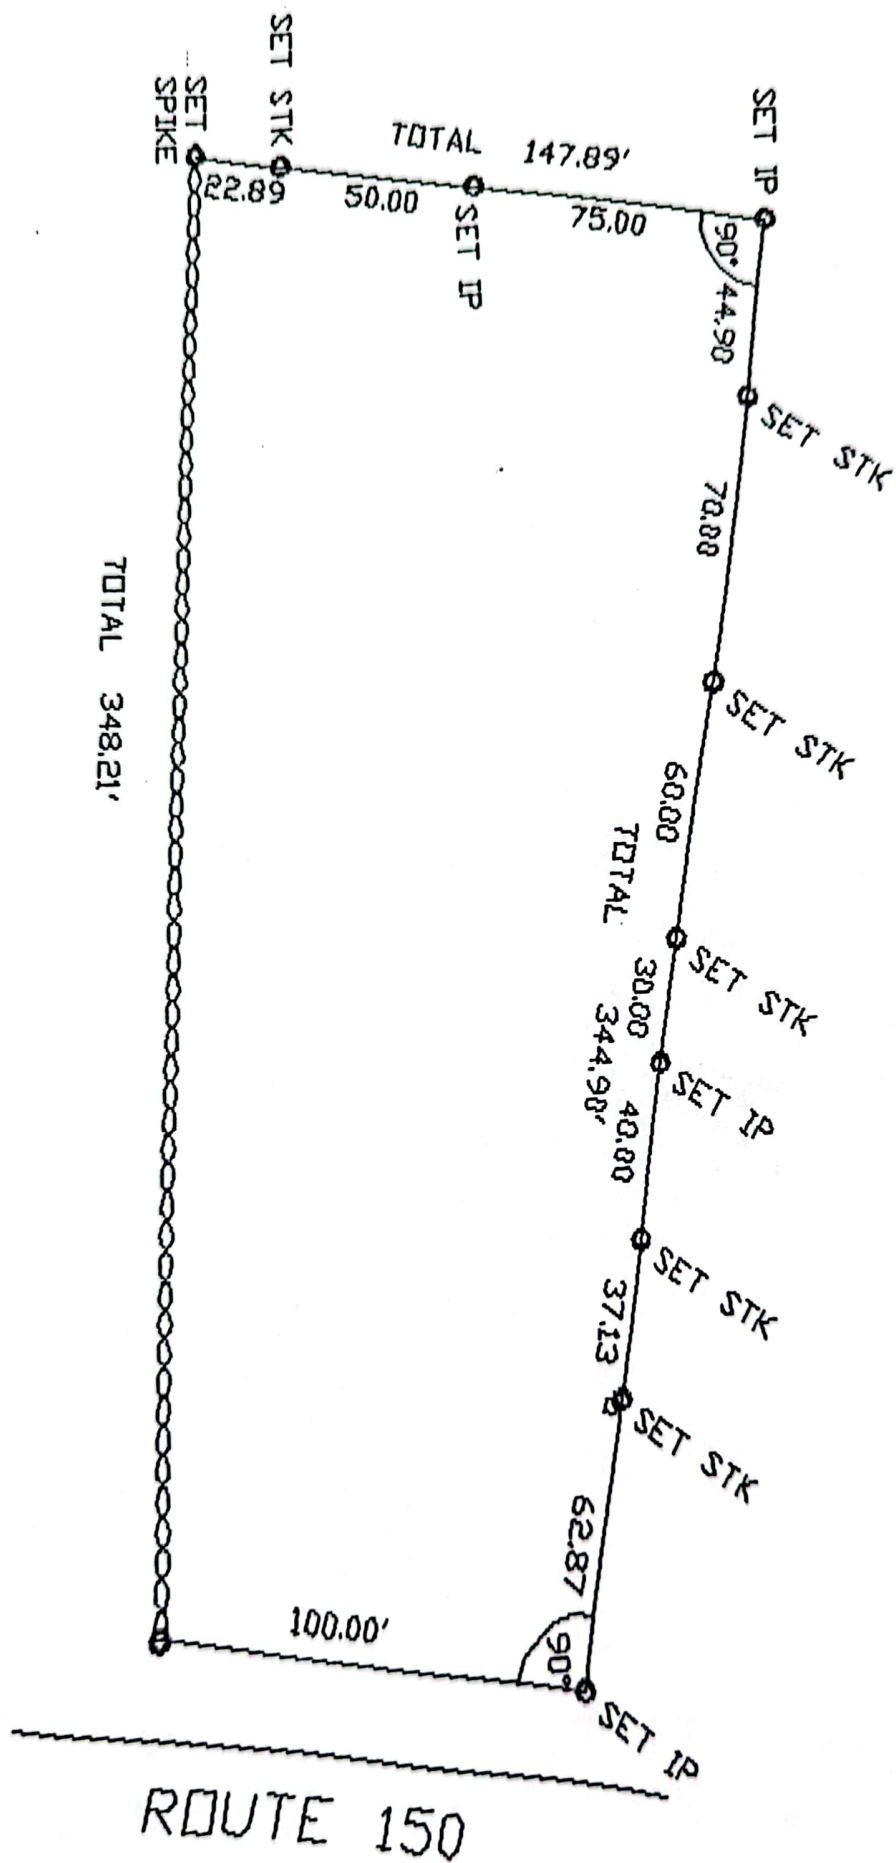 SET STK
SET
SPIKE
SET IP
TOTAL 147.89'
22.89
50.00
75.00
SET IP
90°
44.90
SET STK
70.00
SET STK
60.00
TOTAL 344.90'
SET STK
30.00
SET IP
40.00
SET STK
37.13
SET STK
62.87
90°
SET IP
TOTAL 348.21'
100.00'
ROUTE 150